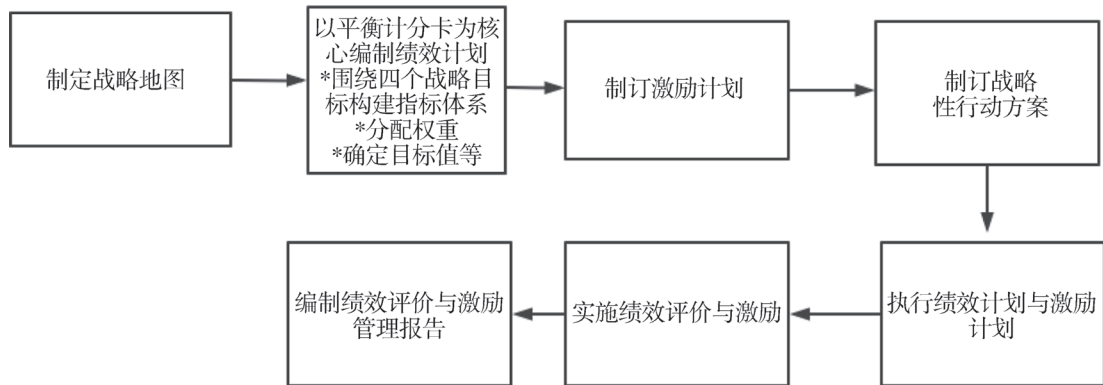 制定战略地图
以平衡计分卡为核
心编制绩效计划
*围绕四个战略目
标构建指标体系
*分配权重
*确定目标值等
制订激励计划
制订战略
性行动方案
执行绩效计划与激励
计划
实施绩效评价与激励
编制绩效评价与激励
管理报告